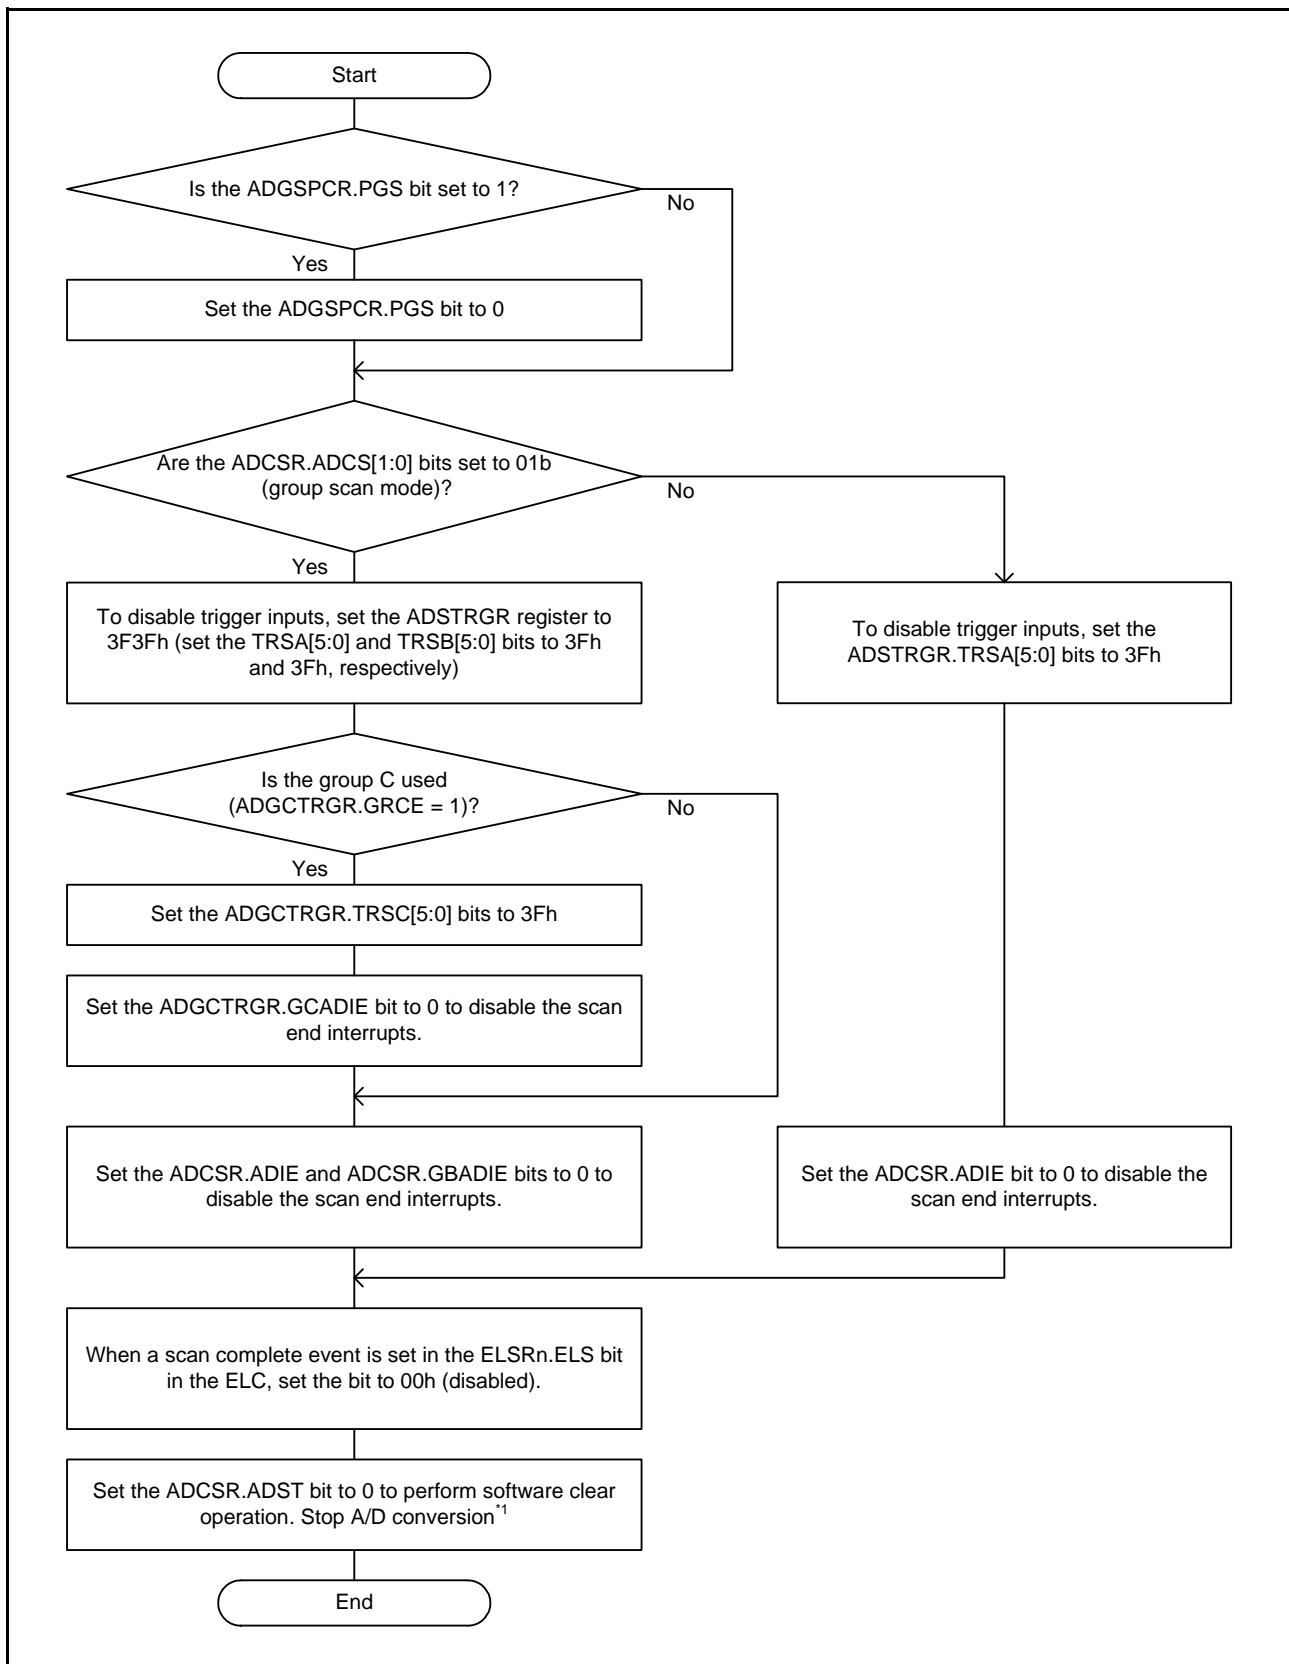 Start
Is the ADGSPCR.PGS bit set to 1?
No
Yes
Set the ADGSPCR.PGS bit to 0
Are the ADCSR.ADCS[1:0] bits set to 01b
(group scan mode)?
No
Yes
To disable trigger inputs, set the ADSTRGR register to
3F3Fh (set the TRSA[5:0] and TRSB[5:0] bits to 3Fh
and 3Fh, respectively)
To disable trigger inputs, set the
ADSTRGR.TRSA[5:0] bits to 3Fh
Is the group C used
(ADGCTRGR.GRCE = 1)?
No
Yes
Set the ADGCTRGR.TRSC[5:0] bits to 3Fh
Set the ADGCTRGR.GCADIE bit to 0 to disable the scan
end interrupts.
Set the ADCSR.ADIE and ADCSR.GBADIE bits to 0 to
disable the scan end interrupts.
Set the ADCSR.ADIE bit to 0 to disable the
scan end interrupts.
When a scan complete event is set in the ELSRn.ELS bit
in the ELC, set the bit to 00h (disabled).
Set the ADCSR.ADST bit to 0 to perform software clear
operation. Stop A/D conversion*1
End